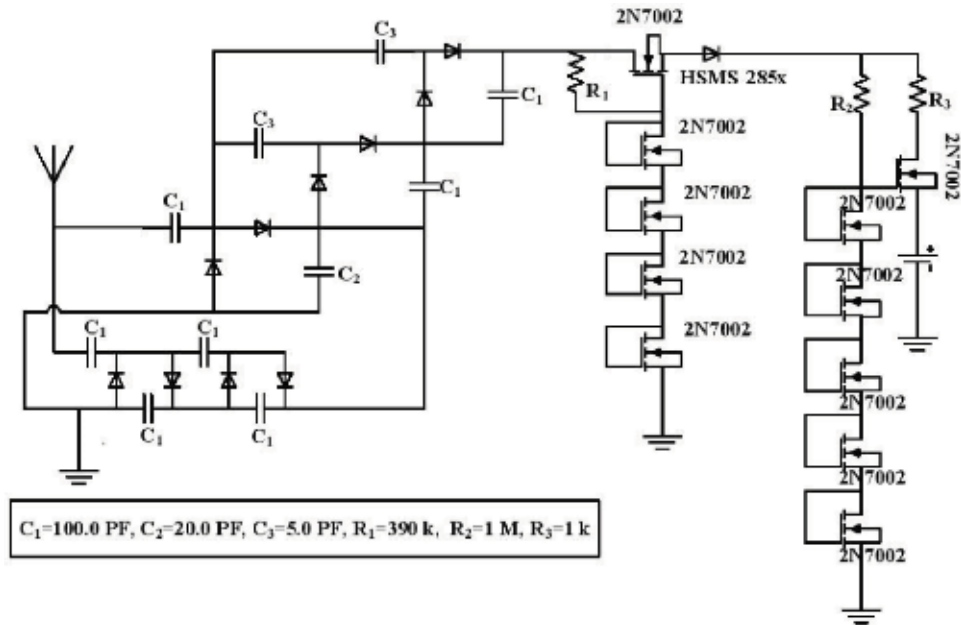 2N7002
C3
HSMS 285x
R1
C1
R2
R3
C3
2N7002
2N7002
C1
C1
2N7002
2N7002
C2
2N7002
2N7002
+
-
C1
C1
2N7002
2N7002
C1
C1
2N7002
C1=100.0 PF, C2=20.0 PF, C3=5.0 PF, R1=390 k, R2=1 M, R3=1 k
2N7002